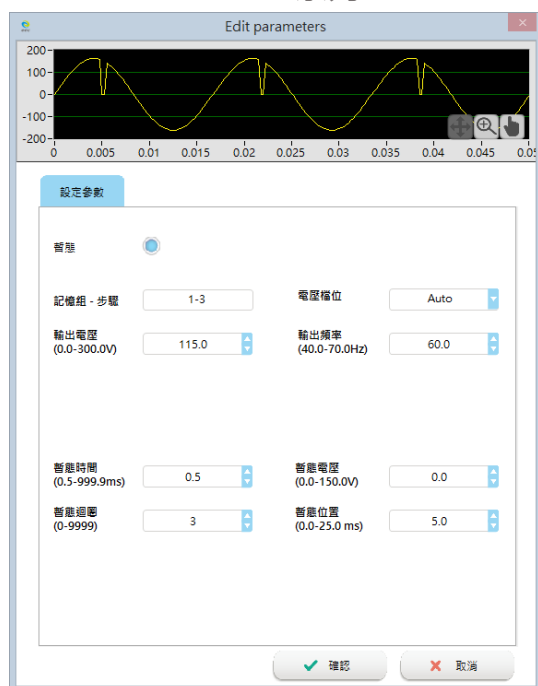 Edit parameters
200
100
0
-100
-200
0 0.005 0.01 0.015 0.02 0.025 0.03 0.035 0.04 0.045 0.05
設定參數
暫態
記憶組 - 步驟 1-3 電壓檔位 Auto
輸出電壓 輸出頻率
(0.0-300.0V) 115.0 (40.0-70.0Hz) 60.0
暫態時間 暫態電壓
(0.5-999.9ms) 0.5 (0.0-150.0V) 0.0
暫態迴圈 暫態位置
(0-9999) 3 (0.0-25.0 ms) 5.0
確認 取消